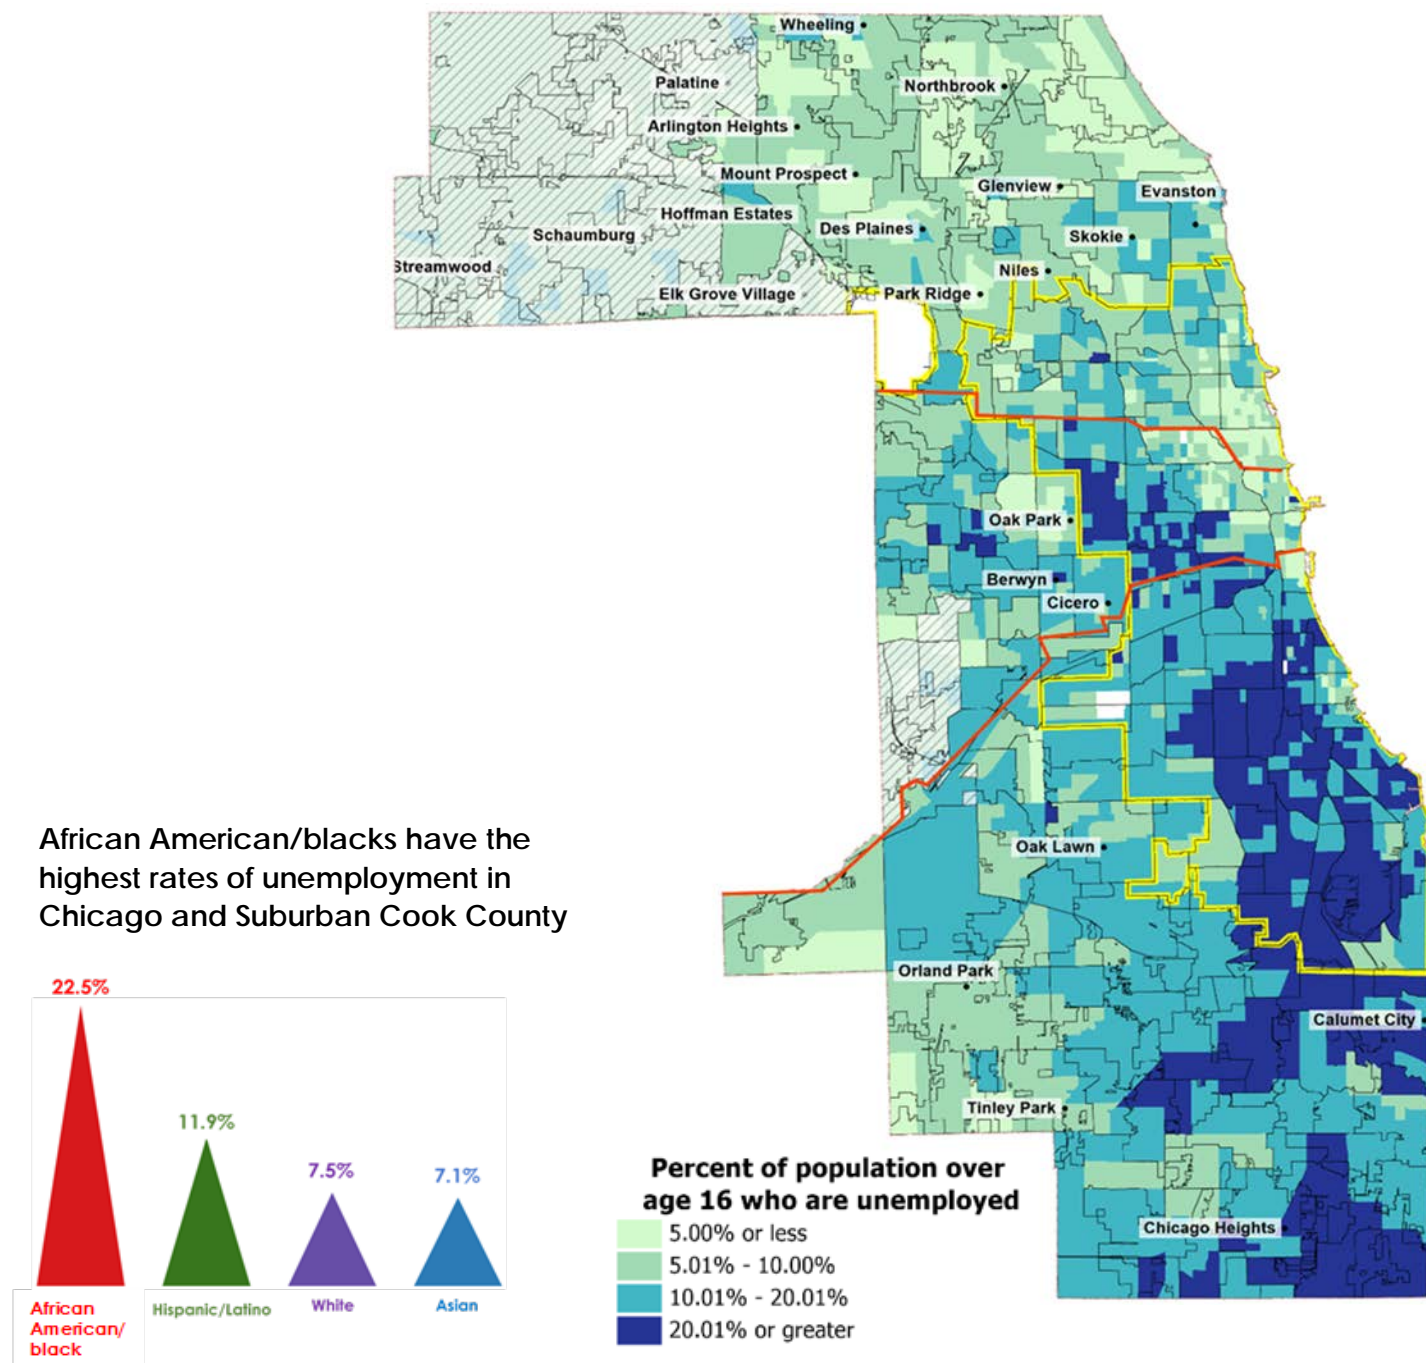 Wheeling
Palatine
Northbrook
Arlington Heights
Mount Prospect
Glenview
Evanston
Hoffman Estates
Des Plaines
Schaumburg
Skokie
Streamwood
Niles
Elk Grove Village
Park Ridge
Oak Park
Berwyn
Cicero
Oak Lawn
Orland Park
Calumet City
Tinley Park
Chicago Heights
African American/blacks have the
highest rates of unemployment in
Chicago and Suburban Cook County
22.5%
11.9%
7.5%
7.1%
African
American/
black
Hispanic/Latino
White
Asian
Percent of population over
age 16 who are unemployed
5.00% or less
5.01% - 10.00%
10.01% - 20.01%
20.01% or greater